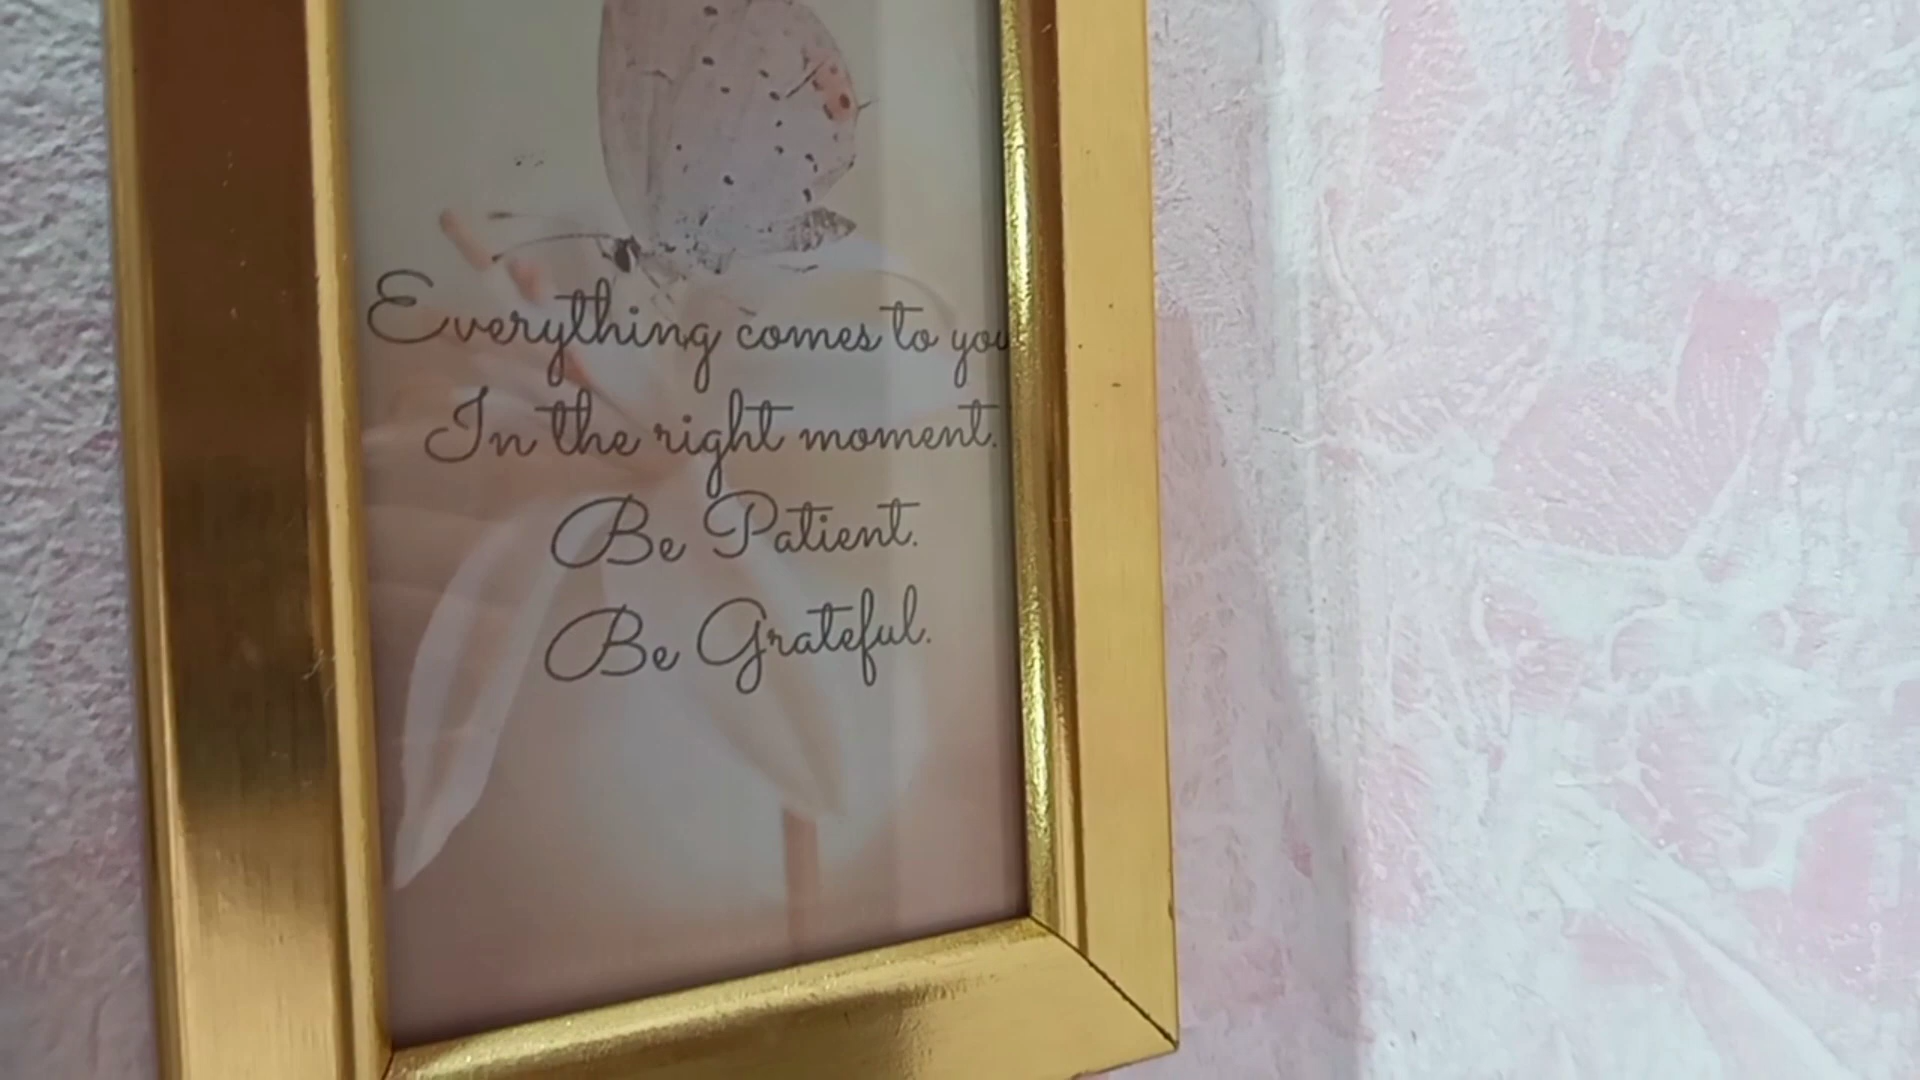 Everything comes to you
In the right moment.
Be Patient.
Be Grateful.